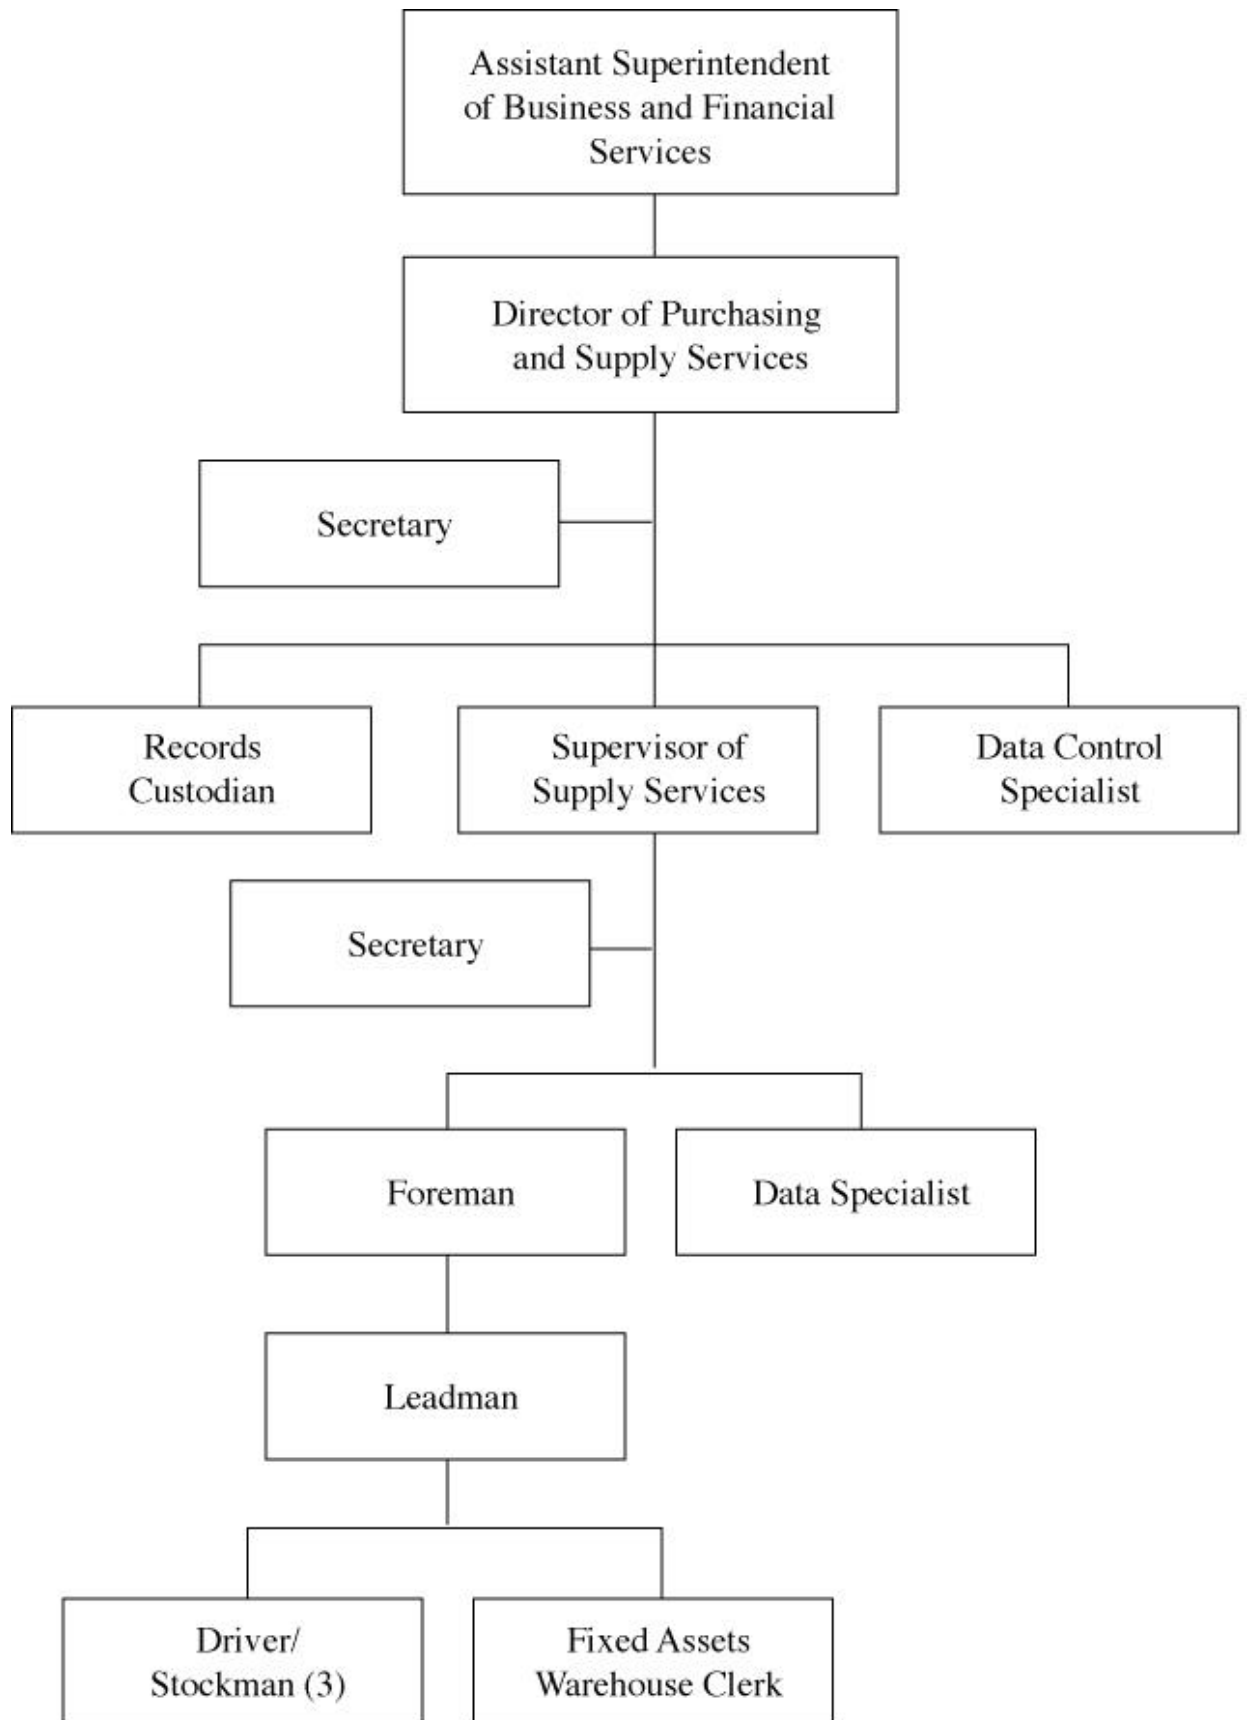 Assistant Superintendent
of Business and Financial
Services
Director of Purchasing
and Supply Services
Secretary
Records
Custodian
Supervisor of
Supply Services
Data Control
Specialist
Secretary
Foreman
Data Specialist
Leadman
Driver/
Stockman (3)
Fixed Assets
Warehouse Clerk